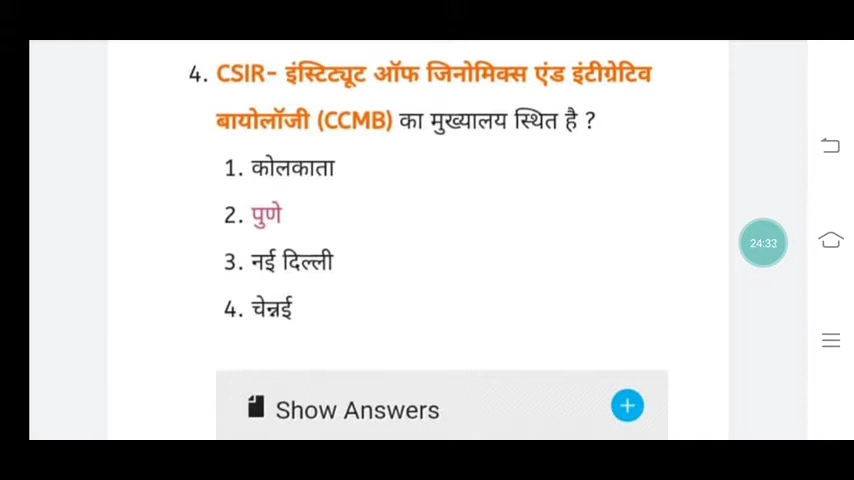 4. CSIR- इंस्टिट्यूट ऑफ जिनोमिक्स एंड इंटीग्रेटिव
बायोलॉजी (CCMB) का मुख्यालय स्थित है ?
1. कोलकाता
2. पुणे
3. नई दिल्ली
4. चेन्नई
24:33
Show Answers